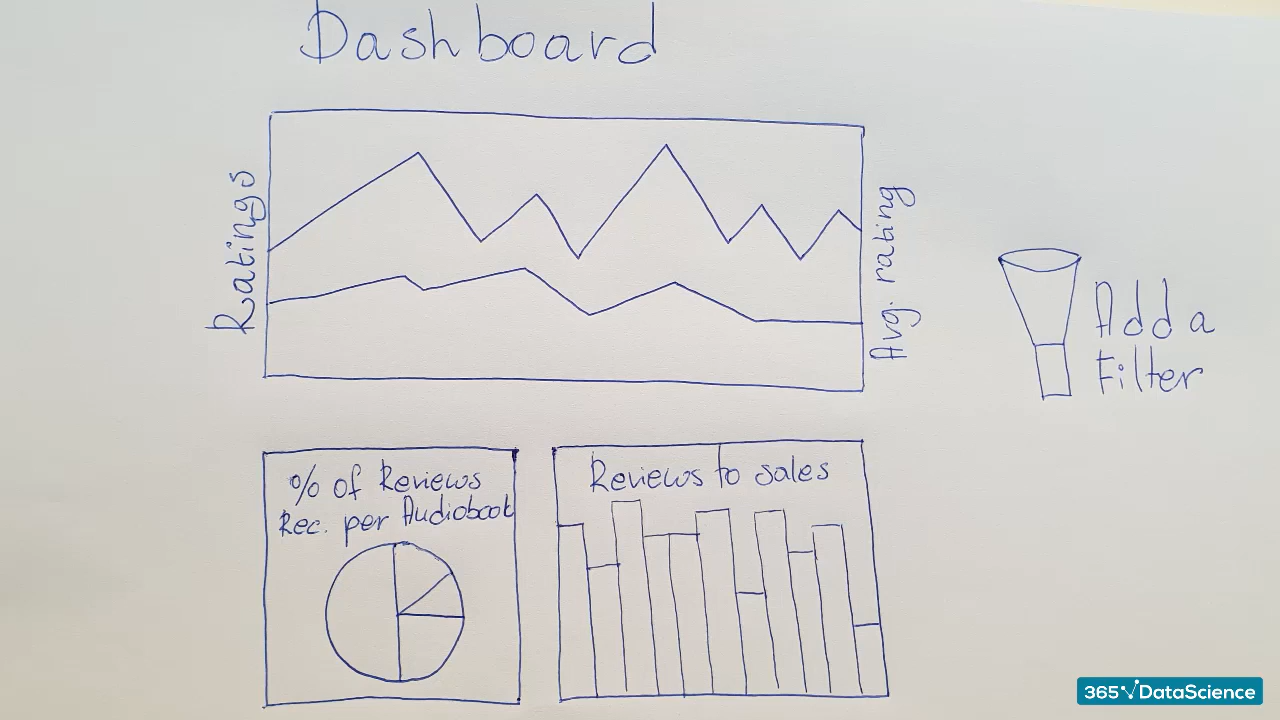 Dashboard
Ratings
Avg. rating
Add a
Filter
% of Reviews
Rec. per Audiobook
Reviews to sales
365 DataScience